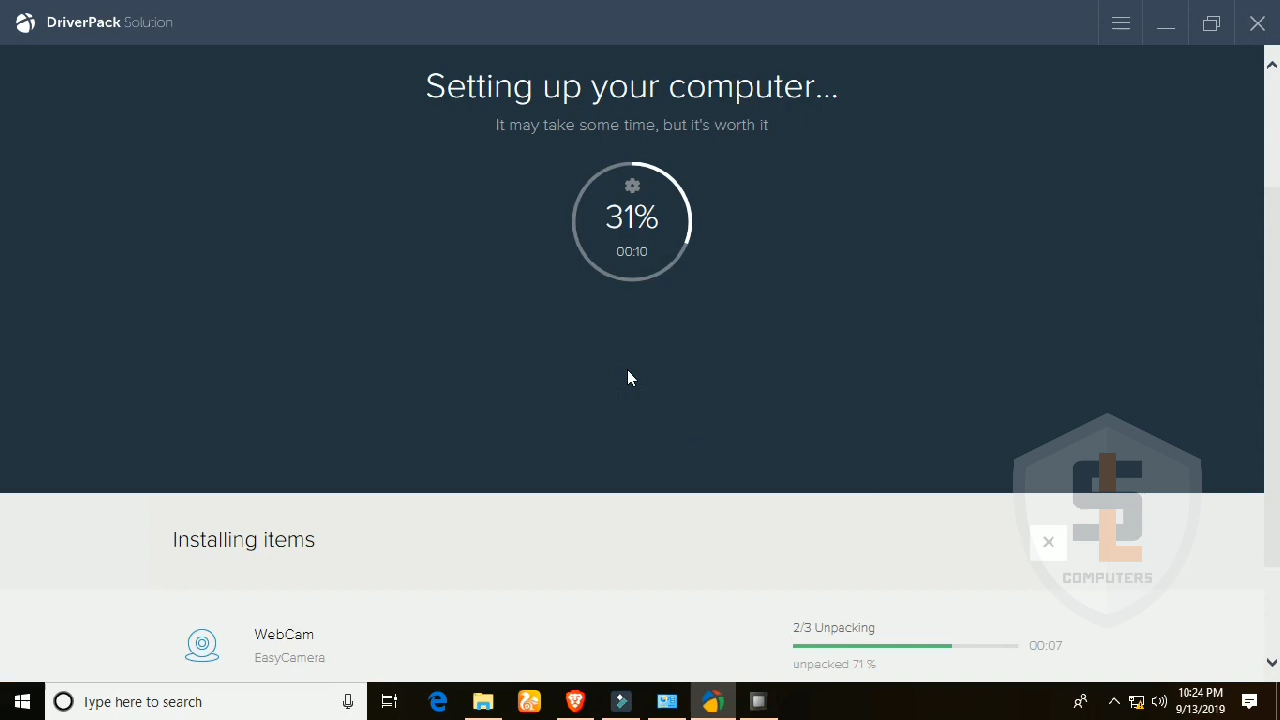 DriverPack Solution
Setting up your computer...
It may take some time, but it's worth it
31%
00:10
Installing items
SL
COMPUTERS
WebCam
EasyCamera
2/3 Unpacking
00:07
unpacked 71 %
Type here to search
10:24 PM
9/13/2019